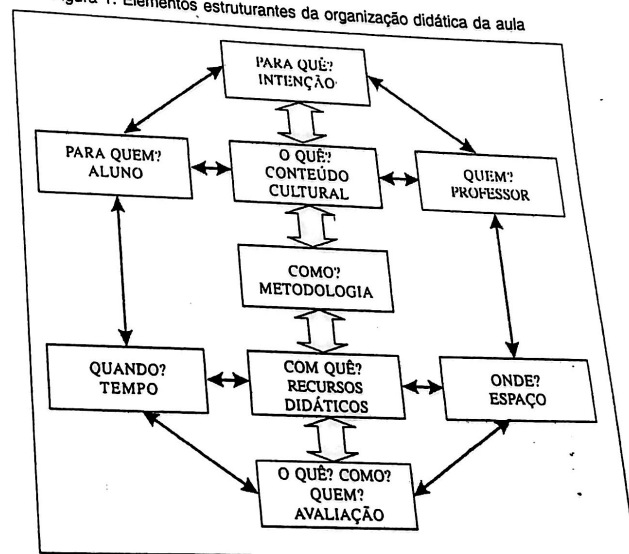 Figura 1. Elementos estruturantes da organização didática da aula
PARA QUÊ?
INTENÇÃO
PARA QUEM?
ALUNO
O QUÊ?
CONTEÚDO
CULTURAL
QUEM?
PROFESSOR
COMO?
METODOLOGIA
QUANDO?
TEMPO
COM QUÊ?
RECURSOS
DIDÁTICOS
ONDE?
ESPAÇO
O QUÊ? COMO?
QUEM?
AVALIAÇÃO